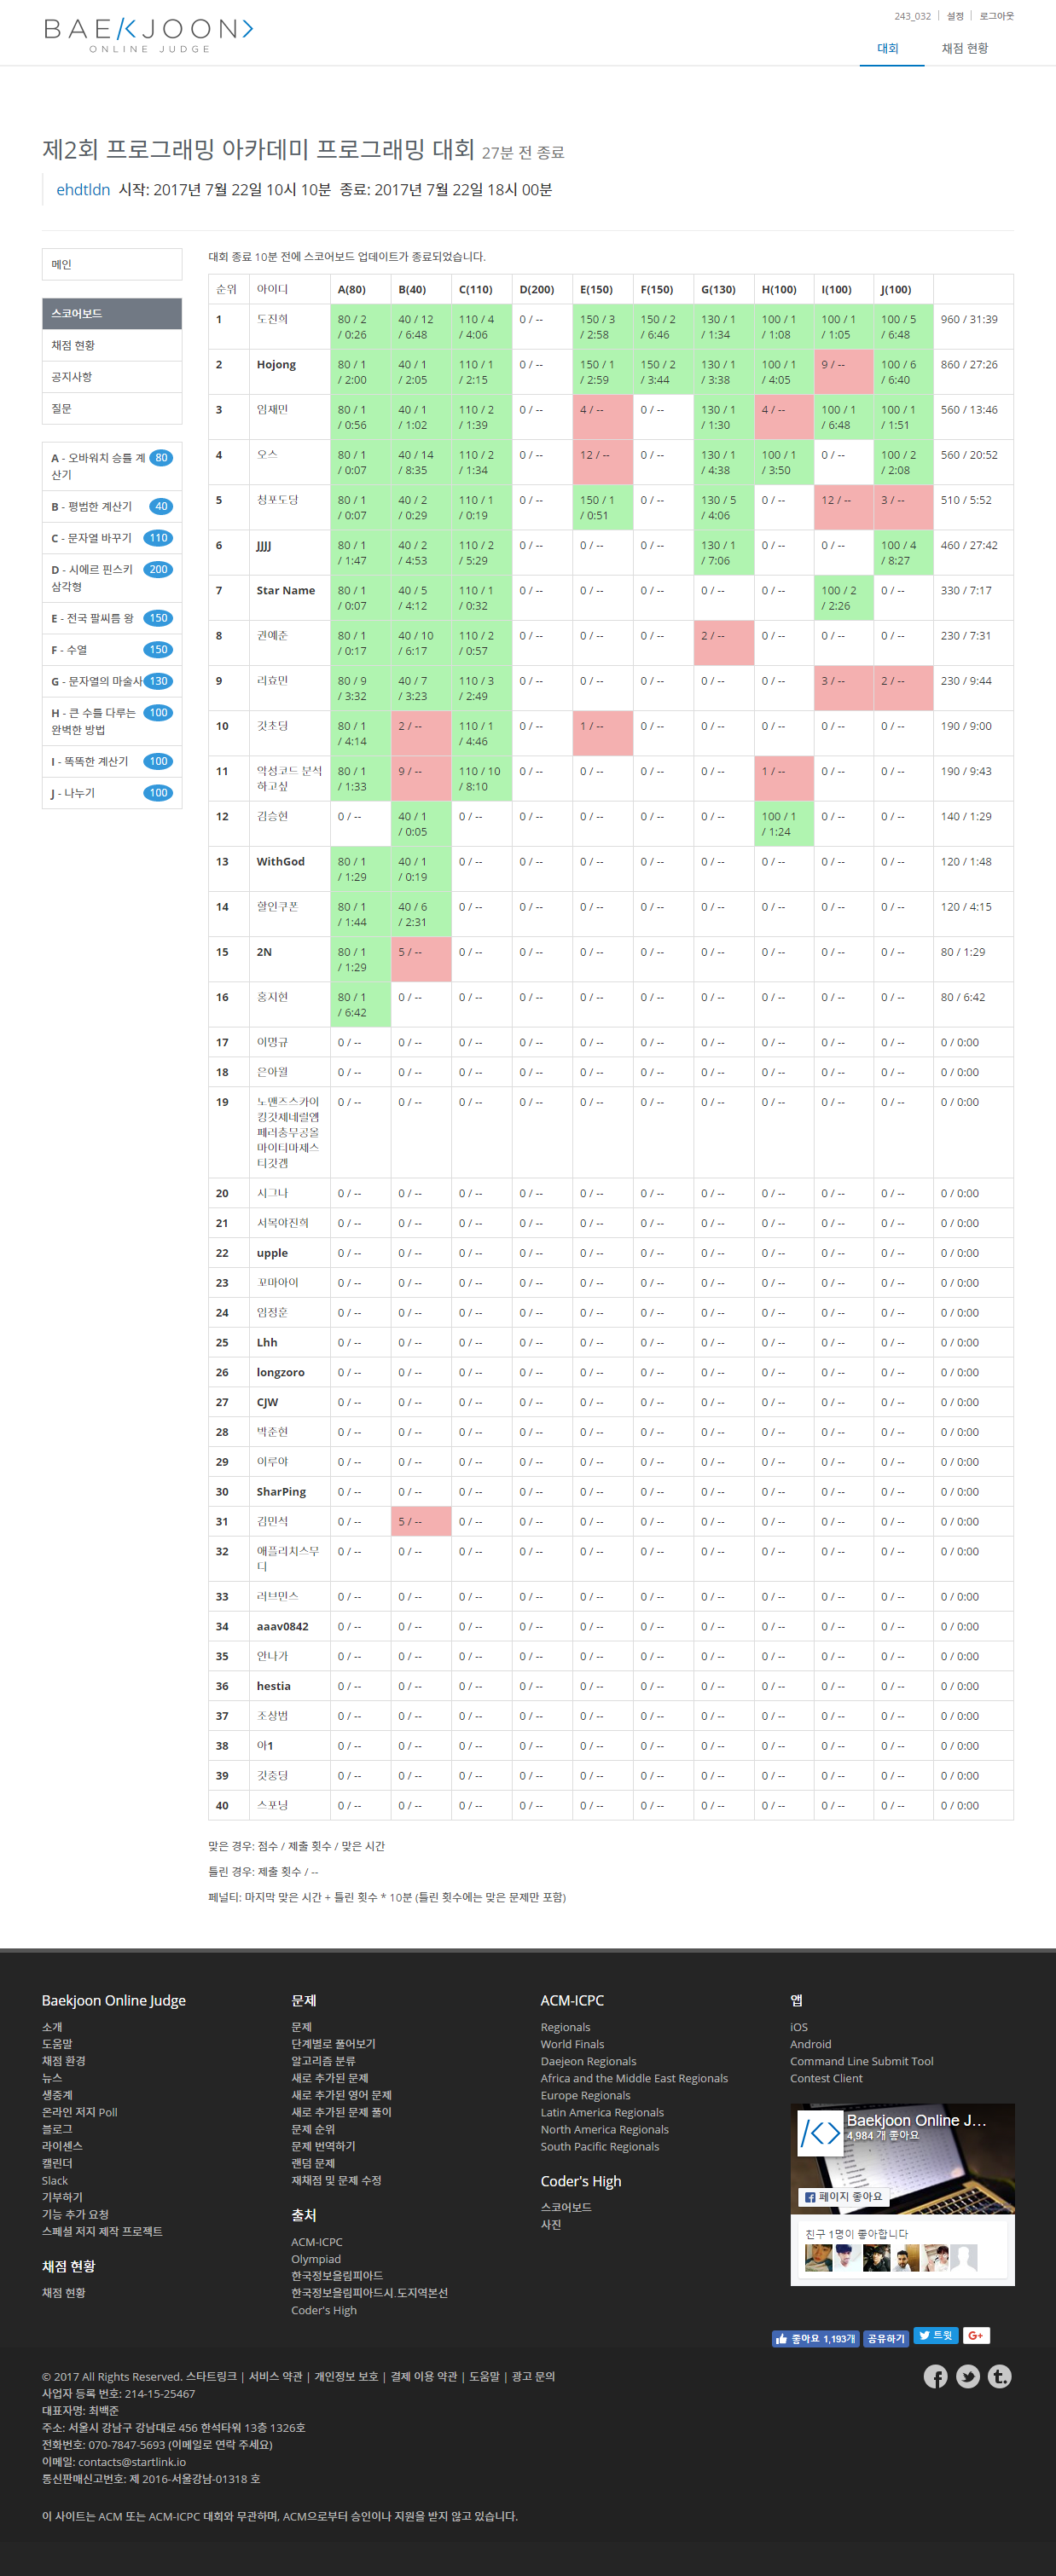 BAEKJOON
ONLINE JUDGE
243_032 | 설정 | 로그아웃
대회 채점 현황
제2회 프로그래밍 아카데미 프로그래밍 대회 27분 전 종료
ehdtldn 시작: 2017년 7월 22일 10시 10분 종료: 2017년 7월 22일 18시 00분
메인
스코어보드
채점 현황
공지사항
질문
A - 오버워치 승률 계 80
산기
B - 평범한 계산기 40
C - 문자열 바꾸기 110
D - 시에르 핀스키 200
삼각형
E - 전국 팔씨름 왕 150
F - 수열 150
G - 문자열의 마술사 130
H - 큰 수를 다루는 100
완벽한 방법
I - 똑똑한 계산기 100
J - 나누기 100
대회 종료 10분 전에 스코어보드 업데이트가 종료되었습니다.
순위 아이디 A(80) B(40) C(110) D(200) E(150) F(150) G(130) H(100) I(100) J(100)
1 도진희 80 / 2 40 / 12 110 / 4 0 / -- 150 / 3 150 / 2 130 / 1 100 / 1 100 / 1 100 / 5 960 / 31:39
/ 0:26 / 6:48 / 4:06 / 2:58 / 6:46 / 1:34 / 1:08 / 1:05 / 6:48
2 Hojong 80 / 1 40 / 1 110 / 1 0 / -- 150 / 1 150 / 2 130 / 1 100 / 1 9 / -- 100 / 6 860 / 27:26
/ 2:00 / 2:05 / 2:15 / 2:59 / 3:44 / 3:38 / 4:05 / 6:40
3 임재민 80 / 1 40 / 1 110 / 2 0 / -- 4 / -- 0 / -- 130 / 1 4 / -- 100 / 1 100 / 1 560 / 13:46
/ 0:56 / 1:02 / 1:39 / 1:30 / 6:48 / 1:51
4 오스 80 / 1 40 / 14 110 / 2 0 / -- 12 / -- 0 / -- 130 / 1 100 / 1 0 / -- 100 / 2 560 / 20:52
/ 0:07 / 8:35 / 1:34 / 4:38 / 3:50 / 2:08
5 청포도딩 80 / 1 40 / 2 110 / 1 0 / -- 150 / 1 0 / -- 130 / 5 0 / -- 12 / -- 3 / -- 510 / 5:52
/ 0:07 / 0:29 / 0:19 / 0:51 / 4:06
6 JJJJ 80 / 1 40 / 2 110 / 2 0 / -- 0 / -- 0 / -- 130 / 1 0 / -- 0 / -- 100 / 4 460 / 27:42
/ 1:47 / 4:53 / 5:29 / 7:06 / 8:27
7 Star Name 80 / 1 40 / 5 110 / 1 0 / -- 0 / -- 0 / -- 0 / -- 0 / -- 100 / 2 0 / -- 330 / 7:17
/ 0:07 / 4:12 / 0:32 / 2:26
8 권예준 80 / 1 40 / 10 110 / 2 0 / -- 0 / -- 0 / -- 2 / -- 0 / -- 0 / -- 0 / -- 230 / 7:31
/ 0:17 / 6:17 / 0:57
9 리효민 80 / 9 40 / 7 110 / 3 0 / -- 0 / -- 0 / -- 0 / -- 0 / -- 3 / -- 2 / -- 230 / 9:44
/ 3:32 / 3:23 / 2:49
10 갓초딩 80 / 1 2 / -- 110 / 1 0 / -- 1 / -- 0 / -- 0 / -- 0 / -- 0 / -- 0 / -- 190 / 9:00
/ 4:14 / 4:46
11 악성코드 분석 80 / 1 9 / -- 110 / 10 0 / -- 0 / -- 0 / -- 0 / -- 1 / -- 0 / -- 0 / -- 190 / 9:43
하고싶 / 1:33 / 8:10
12 김승현 0 / -- 40 / 1 0 / -- 0 / -- 0 / -- 0 / -- 0 / -- 100 / 1 0 / -- 0 / -- 140 / 1:29
/ 0:05 / 1:24
13 WithGod 80 / 1 40 / 1 0 / -- 0 / -- 0 / -- 0 / -- 0 / -- 0 / -- 0 / -- 0 / -- 120 / 1:48
/ 1:29 / 0:19
14 할인쿠폰 80 / 1 40 / 6 0 / -- 0 / -- 0 / -- 0 / -- 0 / -- 0 / -- 0 / -- 0 / -- 120 / 4:15
/ 1:44 / 2:31
15 2N 80 / 1 5 / -- 0 / -- 0 / -- 0 / -- 0 / -- 0 / -- 0 / -- 0 / -- 0 / -- 80 / 1:29
/ 1:29
16 홍지현 80 / 1 0 / -- 0 / -- 0 / -- 0 / -- 0 / -- 0 / -- 0 / -- 0 / -- 0 / -- 80 / 6:42
/ 6:42
17 이명규 0 / -- 0 / -- 0 / -- 0 / -- 0 / -- 0 / -- 0 / -- 0 / -- 0 / -- 0 / -- 0 / 0:00
18 은아월 0 / -- 0 / -- 0 / -- 0 / -- 0 / -- 0 / -- 0 / -- 0 / -- 0 / -- 0 / -- 0 / 0:00
19 노맨즈스카이 0 / -- 0 / -- 0 / -- 0 / -- 0 / -- 0 / -- 0 / -- 0 / -- 0 / -- 0 / -- 0 / 0:00
킹갓제네럴엠
페러충무공올
마이티마제스
티갓겜
20 시그나 0 / -- 0 / -- 0 / -- 0 / -- 0 / -- 0 / -- 0 / -- 0 / -- 0 / -- 0 / -- 0 / 0:00
21 서목이진희 0 / -- 0 / -- 0 / -- 0 / -- 0 / -- 0 / -- 0 / -- 0 / -- 0 / -- 0 / -- 0 / 0:00
22 upple 0 / -- 0 / -- 0 / -- 0 / -- 0 / -- 0 / -- 0 / -- 0 / -- 0 / -- 0 / -- 0 / 0:00
23 꼬마아이 0 / -- 0 / -- 0 / -- 0 / -- 0 / -- 0 / -- 0 / -- 0 / -- 0 / -- 0 / -- 0 / 0:00
24 임정훈 0 / -- 0 / -- 0 / -- 0 / -- 0 / -- 0 / -- 0 / -- 0 / -- 0 / -- 0 / -- 0 / 0:00
25 Lhh 0 / -- 0 / -- 0 / -- 0 / -- 0 / -- 0 / -- 0 / -- 0 / -- 0 / -- 0 / -- 0 / 0:00
26 longzoro 0 / -- 0 / -- 0 / -- 0 / -- 0 / -- 0 / -- 0 / -- 0 / -- 0 / -- 0 / -- 0 / 0:00
27 CJW 0 / -- 0 / -- 0 / -- 0 / -- 0 / -- 0 / -- 0 / -- 0 / -- 0 / -- 0 / -- 0 / 0:00
28 박준현 0 / -- 0 / -- 0 / -- 0 / -- 0 / -- 0 / -- 0 / -- 0 / -- 0 / -- 0 / -- 0 / 0:00
29 이루아 0 / -- 0 / -- 0 / -- 0 / -- 0 / -- 0 / -- 0 / -- 0 / -- 0 / -- 0 / -- 0 / 0:00
30 SharPing 0 / -- 0 / -- 0 / -- 0 / -- 0 / -- 0 / -- 0 / -- 0 / -- 0 / -- 0 / -- 0 / 0:00
31 김민석 0 / -- 5 / -- 0 / -- 0 / -- 0 / -- 0 / -- 0 / -- 0 / -- 0 / -- 0 / -- 0 / 0:00
32 애플리치스무 0 / -- 0 / -- 0 / -- 0 / -- 0 / -- 0 / -- 0 / -- 0 / -- 0 / -- 0 / -- 0 / 0:00
디
33 러브민스 0 / -- 0 / -- 0 / -- 0 / -- 0 / -- 0 / -- 0 / -- 0 / -- 0 / -- 0 / -- 0 / 0:00
34 aaav0842 0 / -- 0 / -- 0 / -- 0 / -- 0 / -- 0 / -- 0 / -- 0 / -- 0 / -- 0 / -- 0 / 0:00
35 안나가 0 / -- 0 / -- 0 / -- 0 / -- 0 / -- 0 / -- 0 / -- 0 / -- 0 / -- 0 / -- 0 / 0:00
36 hestia 0 / -- 0 / -- 0 / -- 0 / -- 0 / -- 0 / -- 0 / -- 0 / -- 0 / -- 0 / -- 0 / 0:00
37 조상범 0 / -- 0 / -- 0 / -- 0 / -- 0 / -- 0 / -- 0 / -- 0 / -- 0 / -- 0 / -- 0 / 0:00
38 아1 0 / -- 0 / -- 0 / -- 0 / -- 0 / -- 0 / -- 0 / -- 0 / -- 0 / -- 0 / -- 0 / 0:00
39 갓중딩 0 / -- 0 / -- 0 / -- 0 / -- 0 / -- 0 / -- 0 / -- 0 / -- 0 / -- 0 / -- 0 / 0:00
40 스포닝 0 / -- 0 / -- 0 / -- 0 / -- 0 / -- 0 / -- 0 / -- 0 / -- 0 / -- 0 / -- 0 / 0:00
맞은 경우: 점수 / 제출 횟수 / 맞은 시간
틀린 경우: 제출 횟수 / --
페널티: 마지막 맞은 시간 + 틀린 횟수 * 10분 (틀린 횟수에는 맞은 문제만 포함)
Baekjoon Online Judge
소개
도움말
채점 환경
뉴스
생중계
온라인 저지 Poll
블로그
라이센스
캘린더
Slack
기부하기
기능 추가 요청
스페셜 저지 제작 프로젝트
채점 현황
채점 현황
문제
문제
단계별로 풀어보기
알고리즘 분류
새로 추가된 문제
새로 추가된 영어 문제
새로 추가된 문제 풀이
문제 순위
문제 번역하기
랜덤 문제
재채점 및 문제 수정
출처
ACM-ICPC
Olympiad
한국정보올림피아드
한국정보올림피아드시.도지역본선
Coder's High
ACM-ICPC
Regionals
World Finals
Daejeon Regionals
Africa and the Middle East Regionals
Europe Regionals
Latin America Regionals
North America Regionals
South Pacific Regionals
Coder's High
스코어보드
사진
앱
iOS
Android
Command Line Submit Tool
Contest Client
Baekjoon Online J...
4,984 개 좋아요
페이지 좋아요
친구 1명이 좋아합니다
좋아요 1,193개 공유하기 트윗 G+
© 2017 All Rights Reserved. 스타트링크 | 서비스 약관 | 개인정보 보호 | 결제 이용 약관 | 도움말 | 광고 문의
사업자 등록 번호: 214-15-25467
대표자명: 최백준
주소: 서울시 강남구 강남대로 456 한석타워 13층 1326호
전화번호: 070-7847-5693 (이메일로 연락 주세요)
이메일: contacts@startlink.io
통신판매신고번호: 제 2016-서울강남-01318 호
이 사이트는 ACM 또는 ACM-ICPC 대회와 무관하며, ACM으로부터 승인이나 지원을 받지 않고 있습니다.